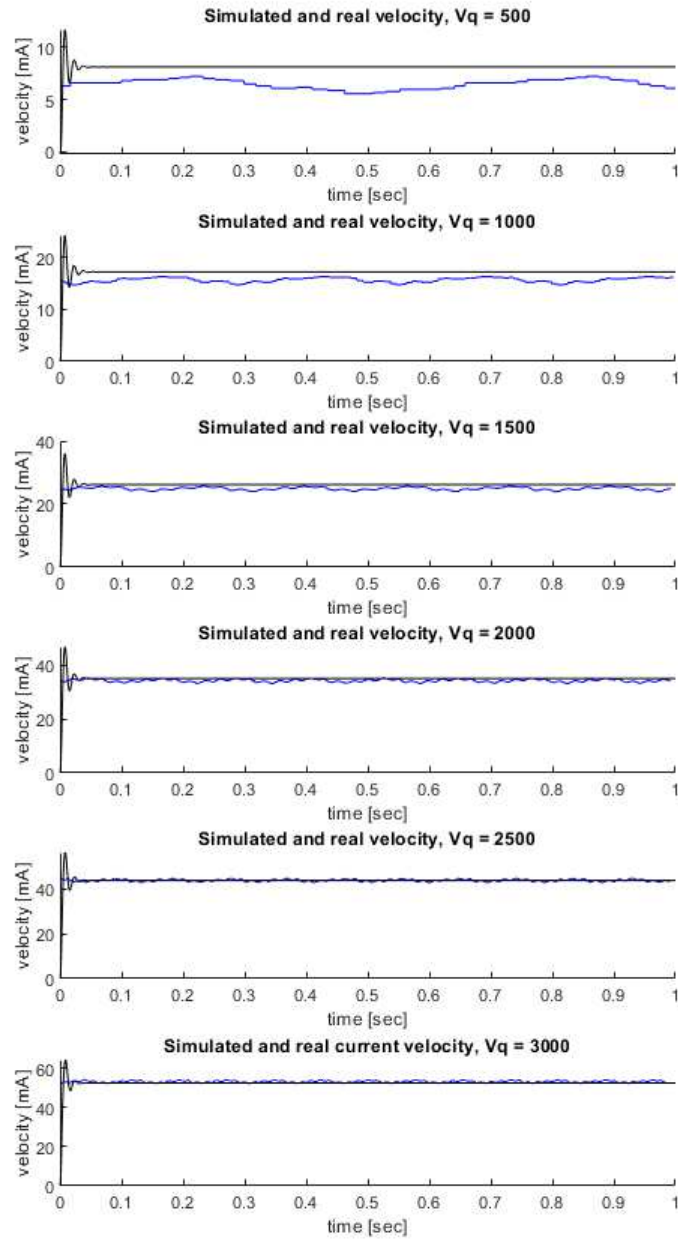 Simulated and real velocity, Vq = 500
velocity [mA]
10
5
0
0 0.1 0.2 0.3 0.4 0.5 0.6 0.7 0.8 0.9 1
time [sec]
Simulated and real velocity, Vq = 1000
velocity [mA]
20
10
0
0 0.1 0.2 0.3 0.4 0.5 0.6 0.7 0.8 0.9 1
time [sec]
Simulated and real velocity, Vq = 1500
velocity [mA]
40
20
0
0 0.1 0.2 0.3 0.4 0.5 0.6 0.7 0.8 0.9 1
time [sec]
Simulated and real velocity, Vq = 2000
velocity [mA]
40
20
0
0 0.1 0.2 0.3 0.4 0.5 0.6 0.7 0.8 0.9 1
time [sec]
Simulated and real velocity, Vq = 2500
velocity [mA]
40
20
0
0 0.1 0.2 0.3 0.4 0.5 0.6 0.7 0.8 0.9 1
time [sec]
Simulated and real current velocity, Vq = 3000
velocity [mA]
60
40
20
0
0 0.1 0.2 0.3 0.4 0.5 0.6 0.7 0.8 0.9 1
time [sec]